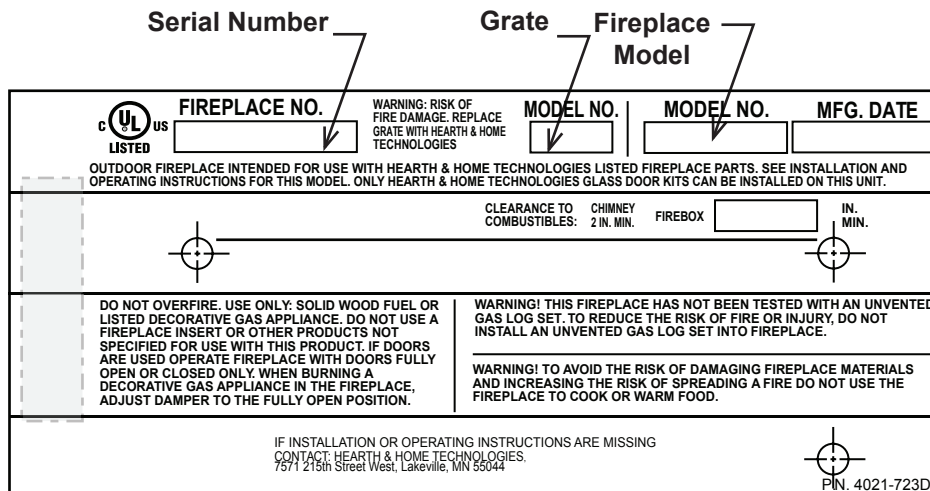 Serial Number
Grate
Fireplace
Model
C UL US
LISTED
FIREPLACE NO.
WARNING: RISK OF
FIRE DAMAGE. REPLACE
GRATE WITH HEARTH & HOME
TECHNOLOGIES
MODEL NO.
MODEL NO.
MFG. DATE
OUTDOOR FIREPLACE INTENDED FOR USE WITH HEARTH & HOME TECHNOLOGIES LISTED FIREPLACE PARTS. SEE INSTALLATION AND
OPERATING INSTRUCTIONS FOR THIS MODEL. ONLY HEARTH & HOME TECHNOLOGIES GLASS DOOR KITS CAN BE INSTALLED ON THIS UNIT.
CLEARANCE TO
COMBUSTIBLES:
CHIMNEY
2 IN. MIN.
FIREBOX
IN.
MIN.
DO NOT OVERFIRE. USE ONLY: SOLID WOOD FUEL OR
LISTED DECORATIVE GAS APPLIANCE. DO NOT USE A
FIREPLACE INSERT OR OTHER PRODUCTS NOT
SPECIFIED FOR USE WITH THIS PRODUCT. IF DOORS
ARE USED OPERATE FIREPLACE WITH DOORS FULLY
OPEN OR CLOSED ONLY. WHEN BURNING A
DECORATIVE GAS APPLIANCE IN THE FIREPLACE,
ADJUST DAMPER TO THE FULLY OPEN POSITION.
WARNING! THIS FIREPLACE HAS NOT BEEN TESTED WITH AN UNVENTED
GAS LOG SET. TO REDUCE THE RISK OF FIRE OR INJURY, DO NOT
INSTALL AN UNVENTED GAS LOG SET INTO FIREPLACE.
WARNING! TO AVOID THE RISK OF DAMAGING FIREPLACE MATERIALS
AND INCREASING THE RISK OF SPREADING A FIRE DO NOT USE THE
FIREPLACE TO COOK OR WARM FOOD.
IF INSTALLATION OR OPERATING INSTRUCTIONS ARE MISSING
CONTACT: HEARTH & HOME TECHNOLOGIES,
7571 215th Street West, Lakeville, MN 55044
P.N. 4021-723D